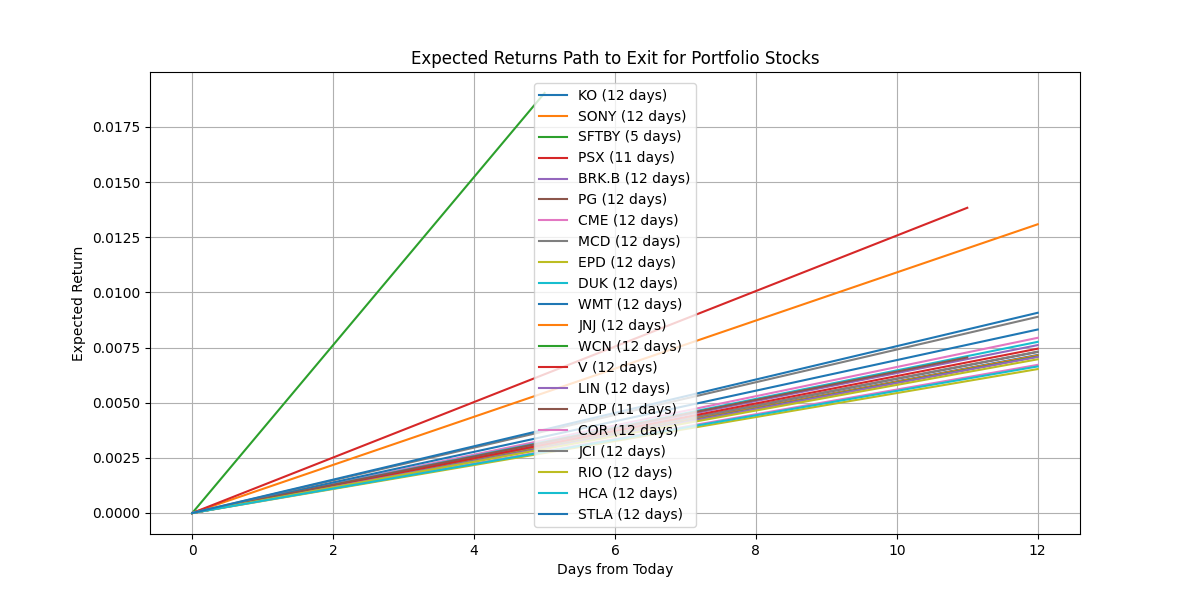 Expected Returns Path to Exit for Portfolio Stocks
Expected Return
0.0175
0.0150
0.0125
0.0100
0.0075
0.0050
0.0025
0.0000
KO (12 days)
SONY (12 days)
SFTBY (5 days)
PSX (11 days)
BRK.B (12 days)
PG (12 days)
CME (12 days)
MCD (12 days)
EPD (12 days)
DUK (12 days)
WMT (12 days)
JNJ (12 days)
WCN (12 days)
V (12 days)
LIN (12 days)
ADP (11 days)
COR (12 days)
JCI (12 days)
RIO (12 days)
HCA (12 days)
STLA (12 days)
0 2 4 6 8 10 12
Days from Today